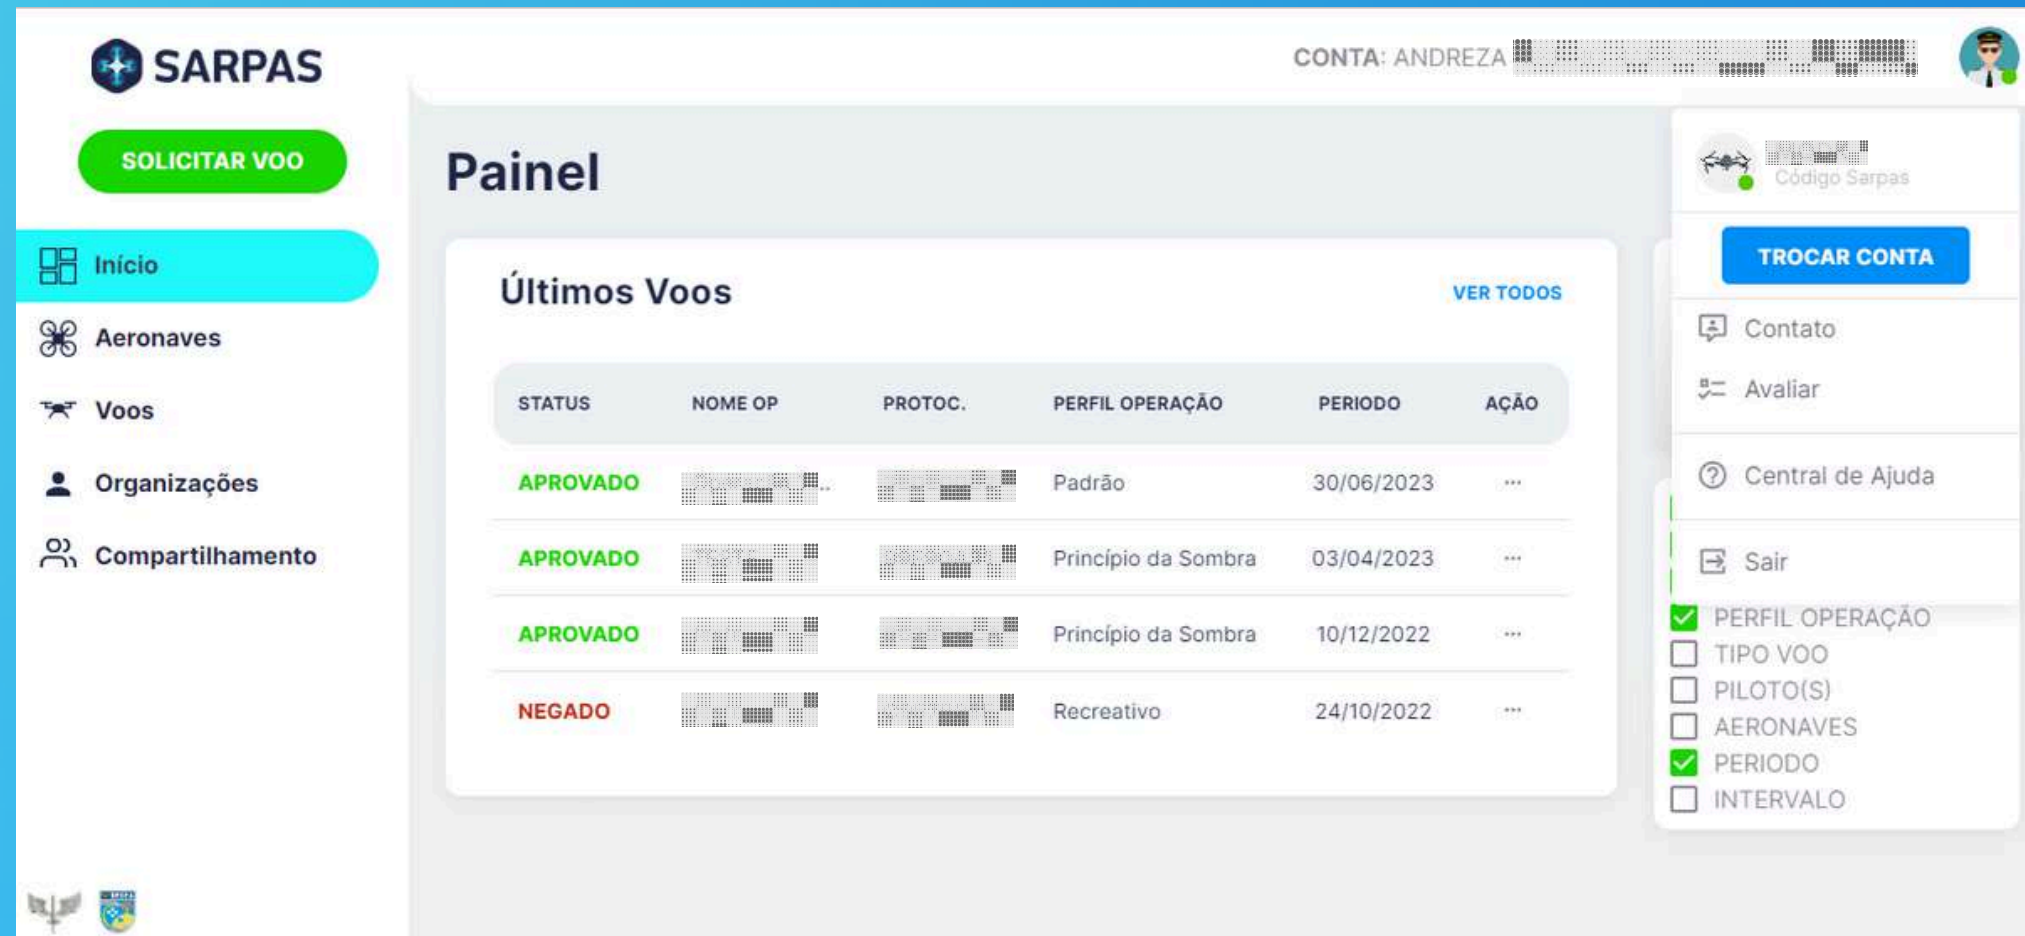 SARPAS
CONTA: ANDREZA
SOLICITAR VOO
Início
Aeronaves
Voos
Organizações
Compartilhamento
Painel
Últimos Voos
VER TODOS
STATUS NOME OP PROTOC. PERFIL OPERAÇÃO PERIODO AÇÃO
APROVADO Padrão 30/06/2023 ...
APROVADO Princípio da Sombra 03/04/2023 ...
APROVADO Princípio da Sombra 10/12/2022 ...
NEGADO Recreativo 24/10/2022 ...
Código Sarpas
TROCAR CONTA
Contato
Avaliar
Central de Ajuda
Sair
PERFIL OPERAÇÃO
TIPO VOO
PILOTO(S)
AERONAVES
PERIODO
INTERVALO